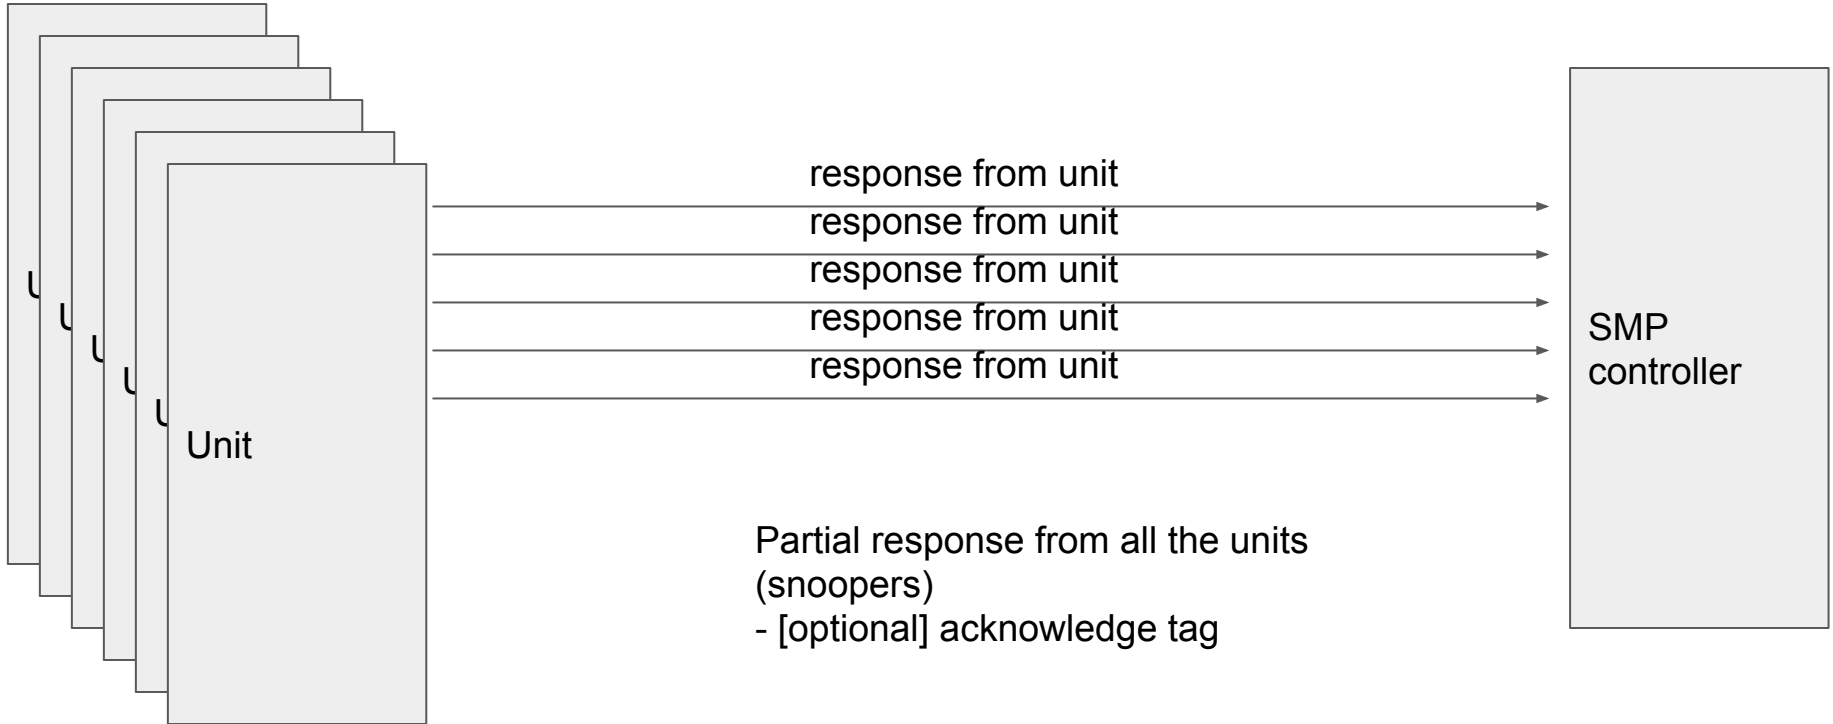 response from unit
response from unit
response from unit
response from unit
response from unit
U
U
U
U
U
Unit
SMP
controller
Partial response from all the units
(snoopers)
- [optional] acknowledge tag